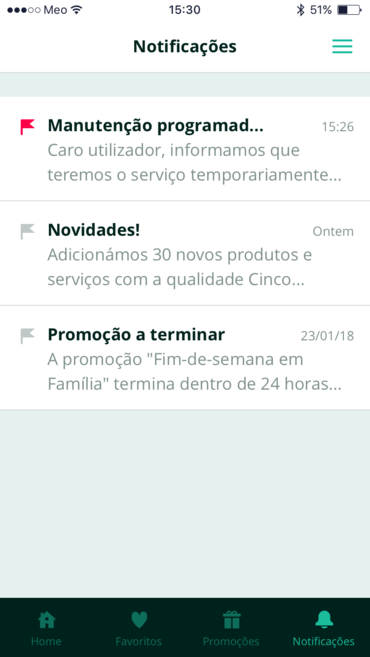 Meo 15:30 51%
Notificações
Manutenção programad... 15:26
Caro utilizador, informamos que
teremos o serviço temporariamente...
Novidades! Ontem
Adicionámos 30 novos produtos e
serviços com a qualidade Cinco...
Promoção a terminar 23/01/18
A promoção "Fim-de-semana em
Família" termina dentro de 24 horas...
Home Favoritos Promoções Notificações